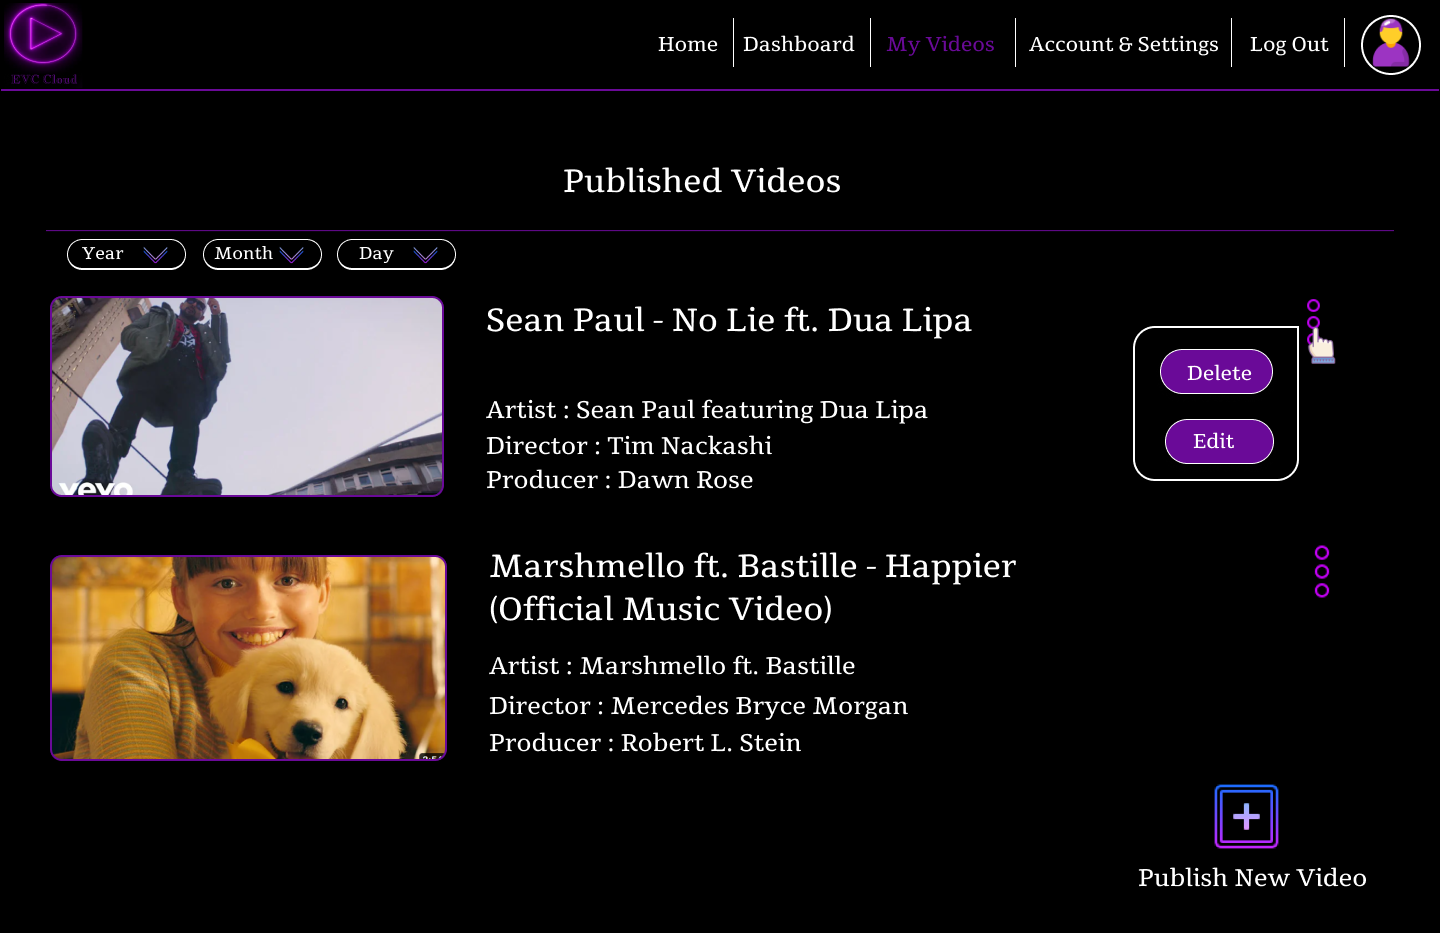 Home
Dashboard
My Videos
Account & Settings
Log Out
EVC Cloud
Published Videos
Year
Month
Day
Sean Paul - No Lie ft. Dua Lipa
Artist : Sean Paul featuring Dua Lipa
Director : Tim Nackashi
Producer : Dawn Rose
Delete
Edit
vevo
Marshmello ft. Bastille - Happier
(Official Music Video)
Artist : Marshmello ft. Bastille
Director : Mercedes Bryce Morgan
Producer : Robert L. Stein
Publish New Video